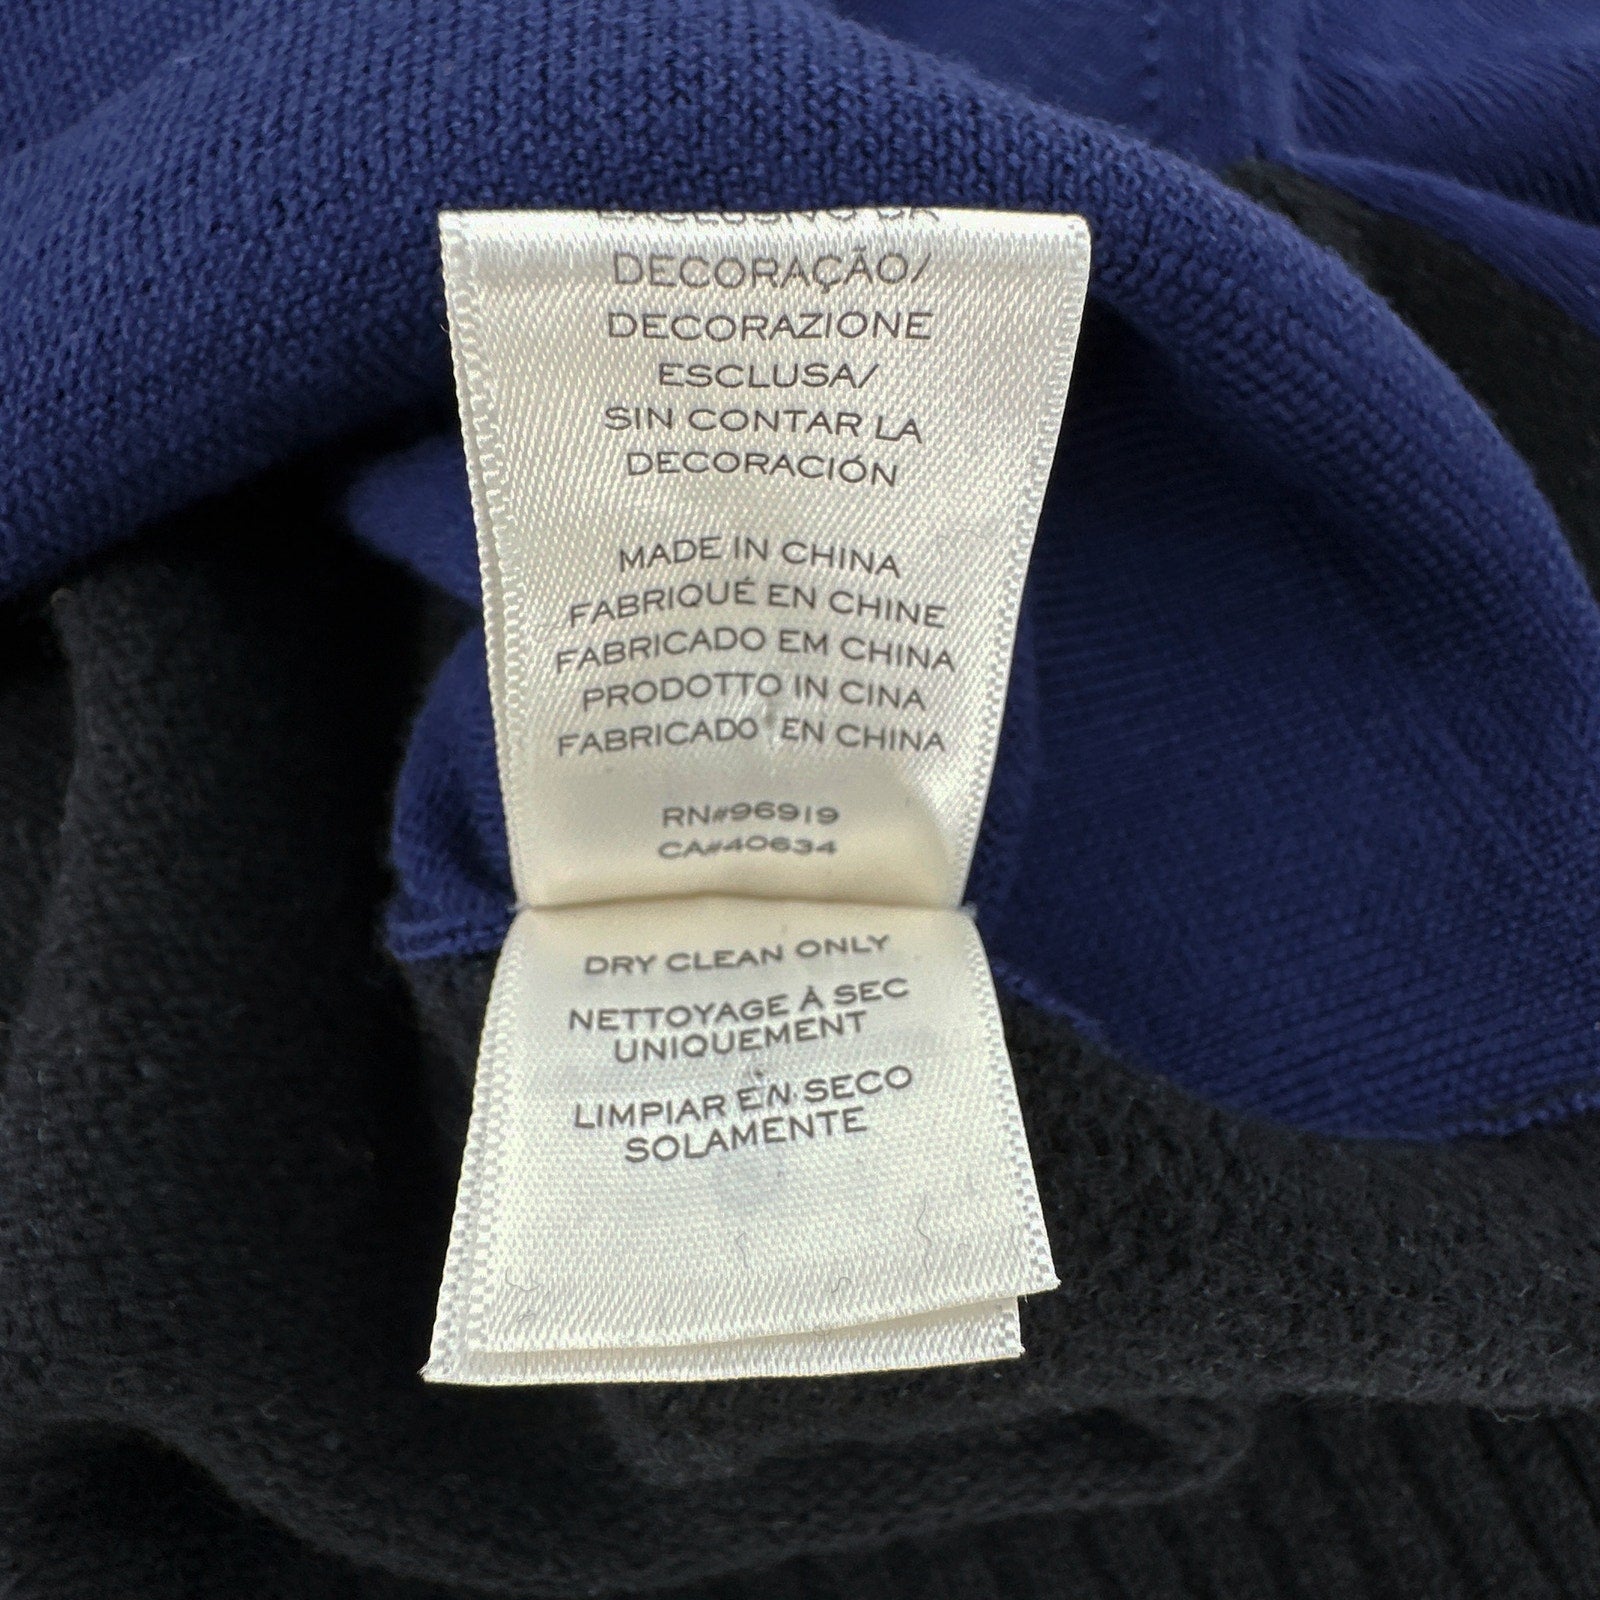 DECORAÇÃO/
DECORAZIONE
ESCLUSA/
SIN CONTAR LA
DECORACIÓN
MADE IN CHINA
FABRIQUÉ EN CHINE
FABRICADO EM CHINA
PRODOTTO IN CINA
FABRICADO EN CHINA
RN#96919
CA#40634
DRY CLEAN ONLY
NETTOYAGE À SEC
UNIQUEMENT
LIMPIAR EN SECO
SOLAMENTE